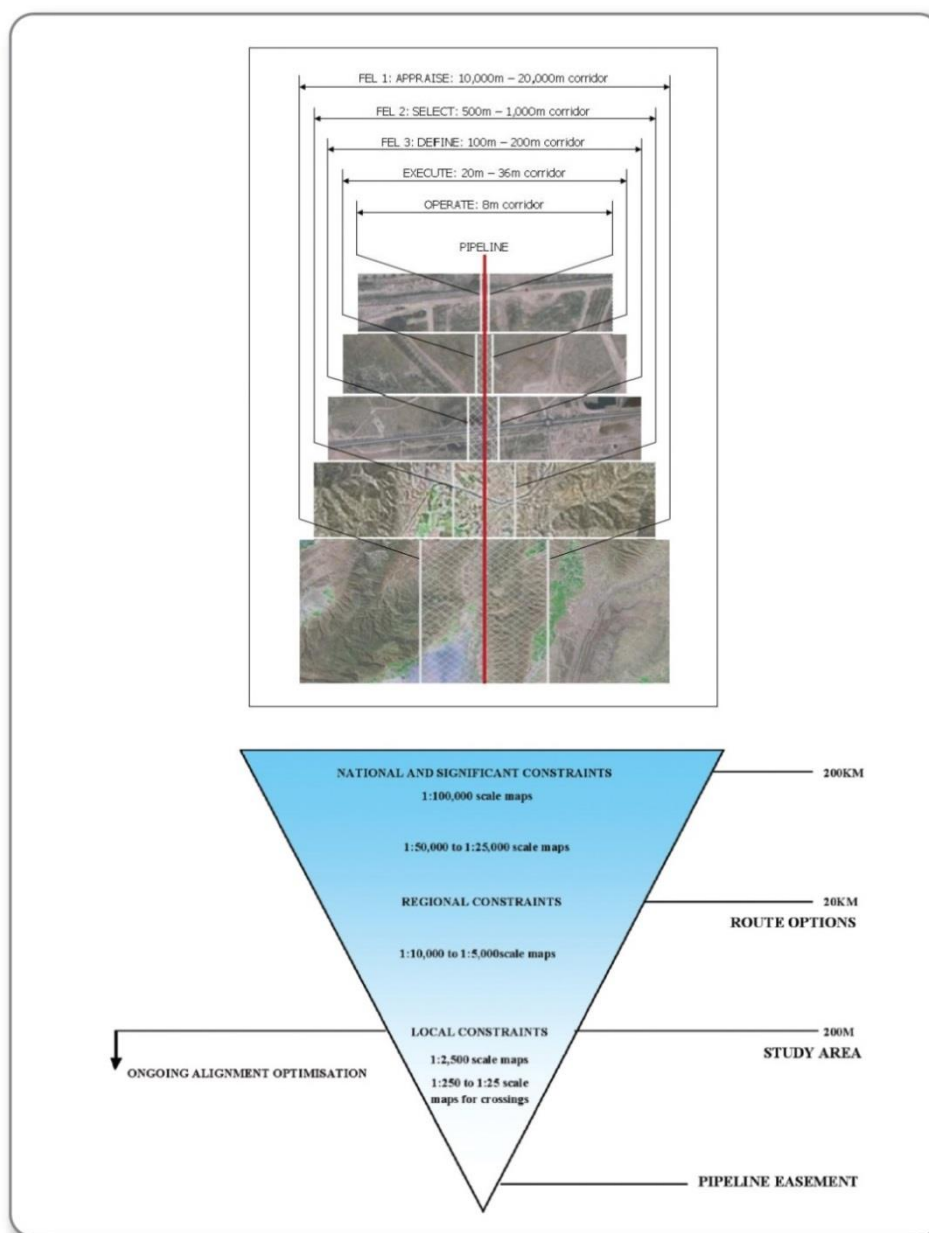 FEL 1: APPRAISE: 10,000m – 20,000m corridor
FEL 2: SELECT: 500m – 1,000m corridor
FEL 3: DEFINE: 100m – 200m corridor
EXECUTE: 20m – 36m corridor
OPERATE: 8m corridor
PIPELINE
NATIONAL AND SIGNIFICANT CONSTRAINTS
200KM
1:100,000 scale maps
1:50,000 to 1:25,000 scale maps
REGIONAL CONSTRAINTS
20KM
ROUTE OPTIONS
1:10,000 to 1:5,000scale maps
LOCAL CONSTRAINTS
200M
STUDY AREA
1:2,500 scale maps
ONGOING ALIGNMENT OPTIMISATION
1:250 to 1:25 scale
maps for crossings
PIPELINE EASEMENT